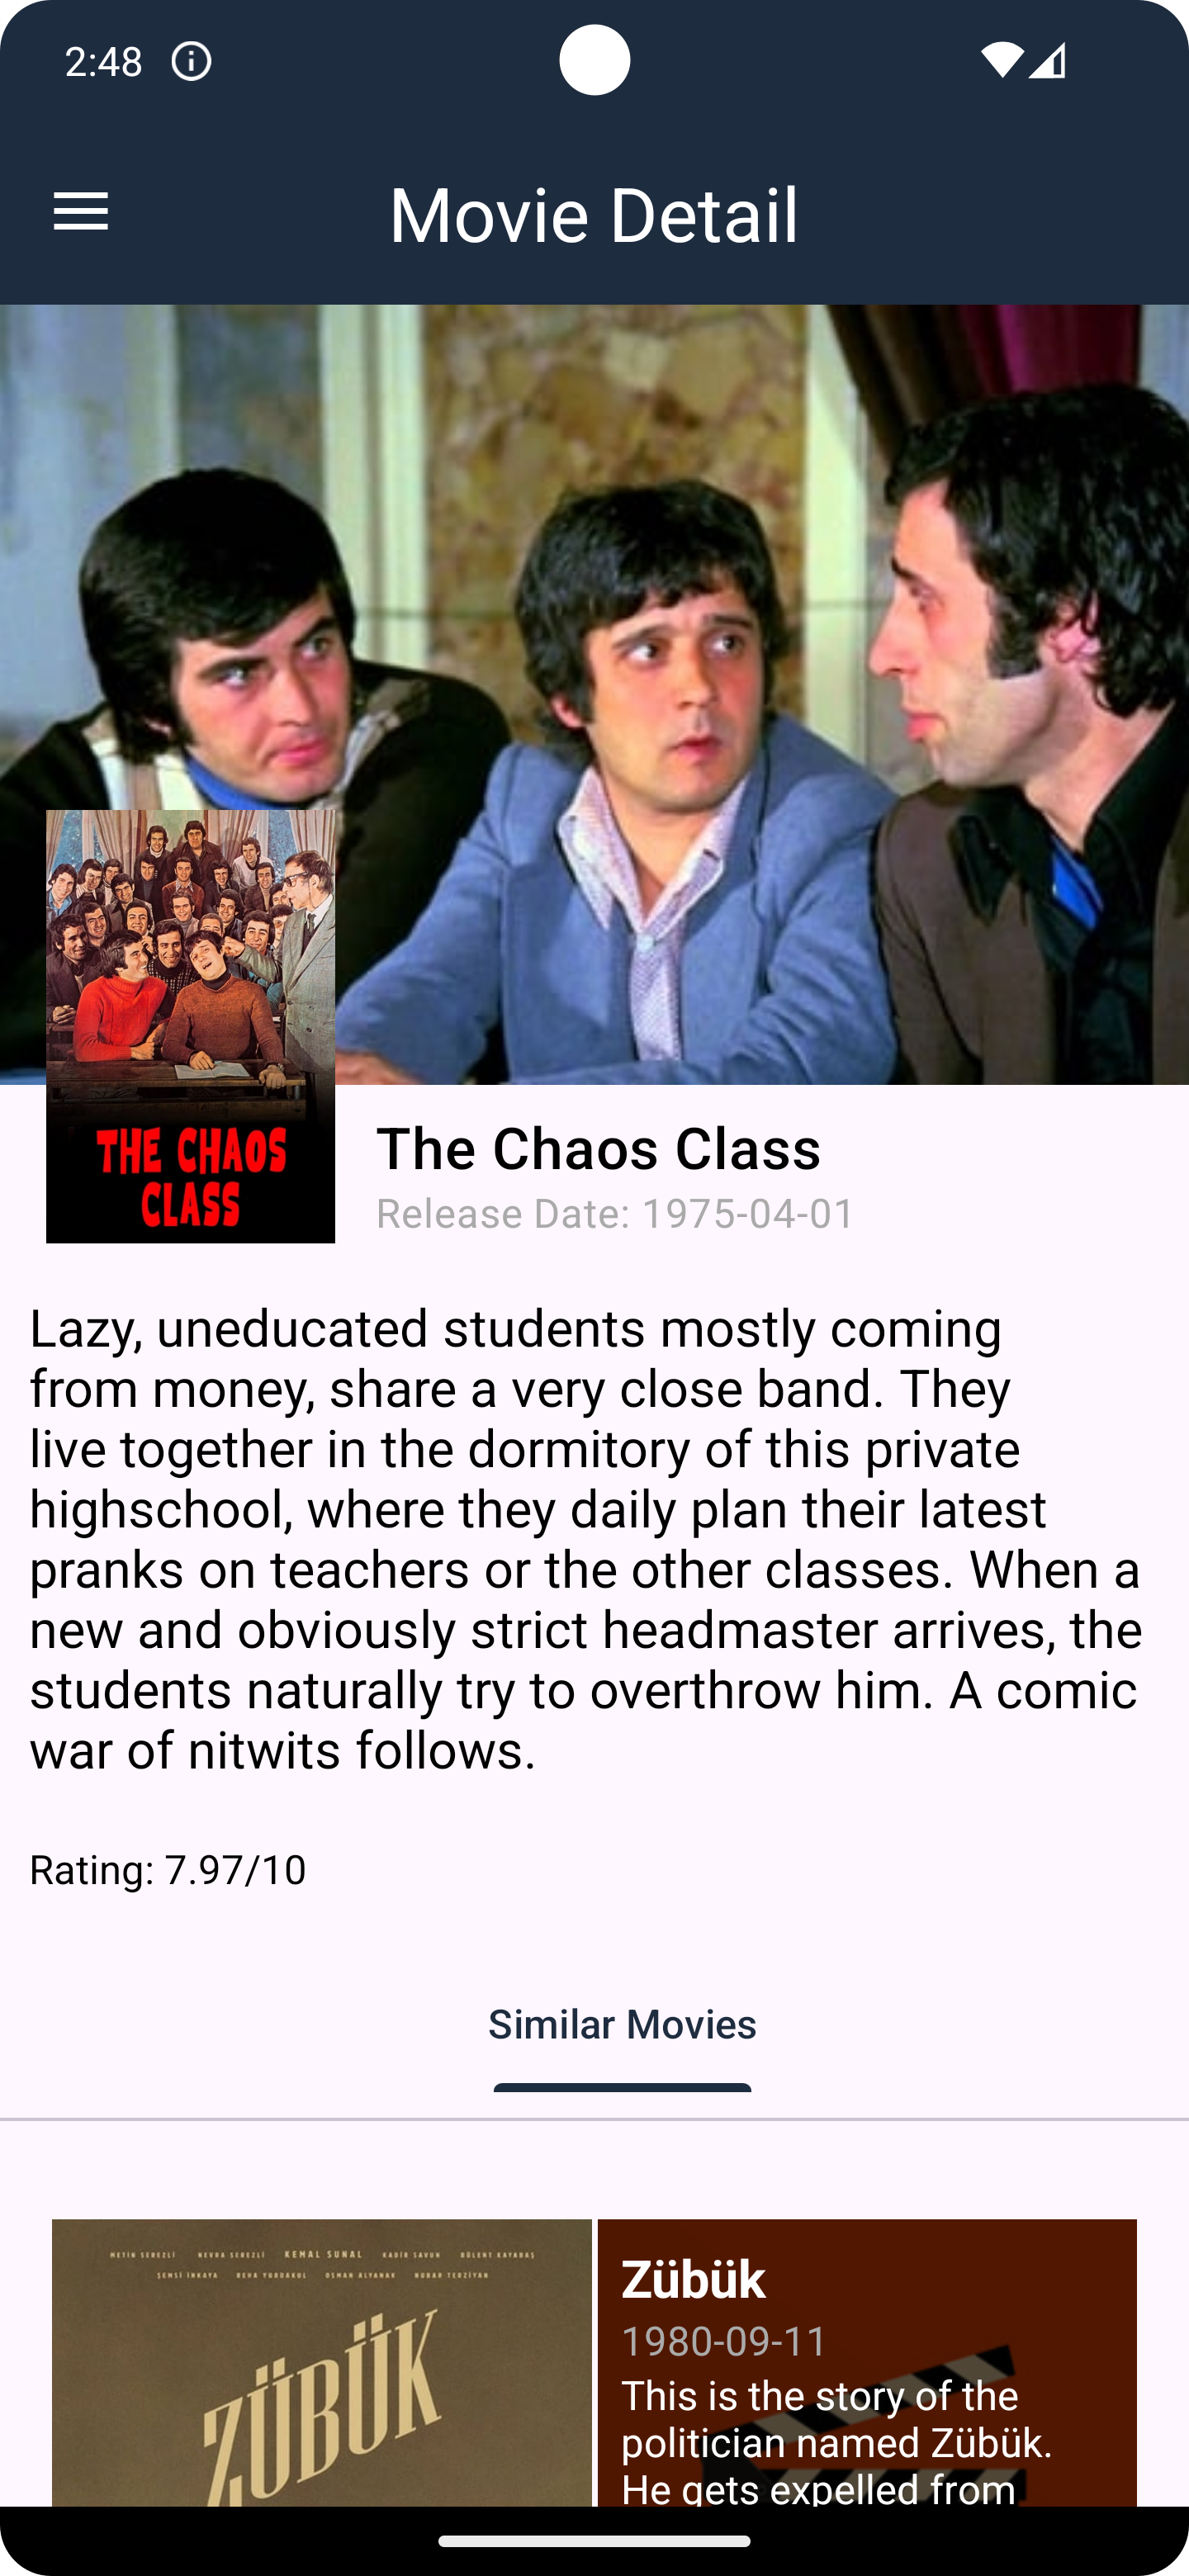 2:48
Movie Detail
THE CHAOS
CLASS
The Chaos Class
Release Date: 1975-04-01
Lazy, uneducated students mostly coming
from money, share a very close band. They
live together in the dormitory of this private
highschool, where they daily plan their latest
pranks on teachers or the other classes. When a
new and obviously strict headmaster arrives, the
students naturally try to overthrow him. A comic
war of nitwits follows.
Rating: 7.97/10
Similar Movies
METİN SEREZLİ NEVRA SEREZLİ KEMAL SUNAL KADİR SAVUN BÜLENT KAYABAŞ
ŞEMSİ İNKAYA REHA YURDAKUL OSMAN ALYANAK NUBAR TERZİYAN
ZÜBÜK
Zübük
1980-09-11
This is the story of the
politician named Zübük.
He gets expelled from